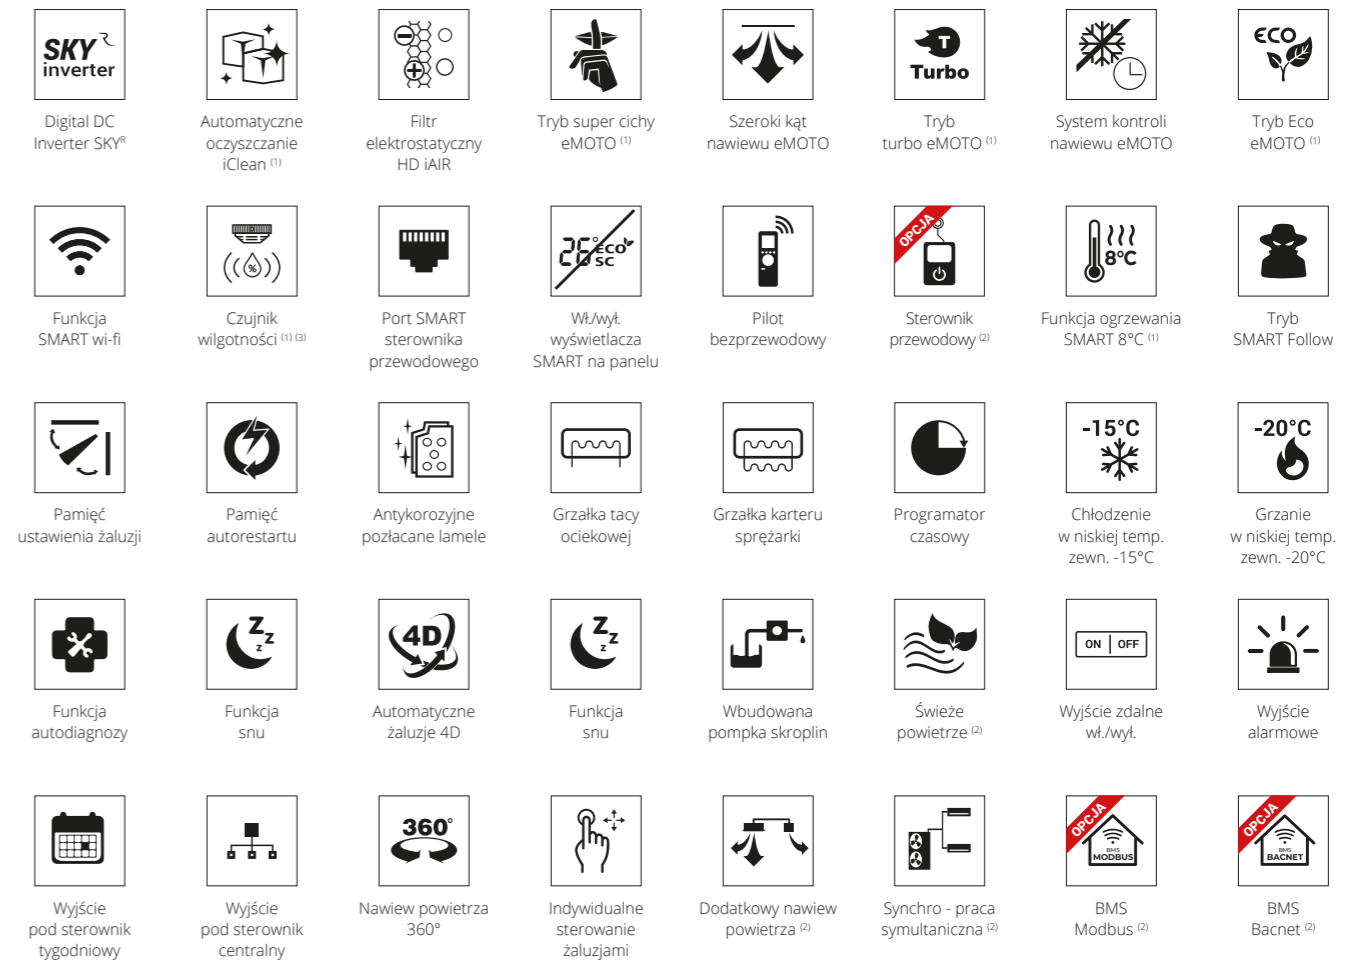 SKY R
inverter
Digital DC
Inverter SKYᴿ
Automatyczne
oczyszczanie
iClean (1)
Filtr
elektrostatyczny
HD iAIR
Tryb super cichy
eMOTO (1)
Szeroki kąt
nawiewu eMOTO
T
Turbo
Tryb
turbo eMOTO (1)
System kontroli
nawiewu eMOTO
ECO
Tryb Eco
eMOTO (1)
Funkcja
SMART wi-fi
%
Czujnik
wilgotności (1) (3)
Port SMART
sterownika
przewodowego
26° ECO
SC
Wł./wył.
wyświetlacza
SMART na panelu
Pilot
bezprzewodowy
OPCJA
Sterownik
przewodowy (2)
8°C
Funkcja ogrzewania
SMART 8°C (1)
Tryb
SMART Follow
Pamięć
ustawienia żaluzji
Pamięć
autorestartu
Antykorozyjne
pozłacane lamele
Grzałka tacy
ociekowej
Grzałka karteru
sprężarki
Programator
czasowy
-15°C
Chłodzenie
w niskiej temp.
zewn. -15°C
-20°C
Grzanie
w niskiej temp.
zewn. -20°C
Funkcja
autodiagnozy
Z z z
Funkcja
snu
4D
Automatyczne
żaluzje 4D
Z z z
Funkcja
snu
Wbudowana
pompka skroplin
Świeże
powietrze (2)
ON | OFF
Wyjście zdalne
wł./wył.
Wyjście
alarmowe
Wyjście
pod sterownik
tygodniowy
Wyjście
pod sterownik
centralny
360°
Nawiew powietrza
360°
Indywidualne
sterowanie
żaluzjami
Dodatkowy nawiew
powietrza (2)
Synchro - praca
symultaniczna (2)
OPCJA
BMS
MODBUS
BMS
Modbus (2)
OPCJA
BMS
BACNET
BMS
Bacnet (2)